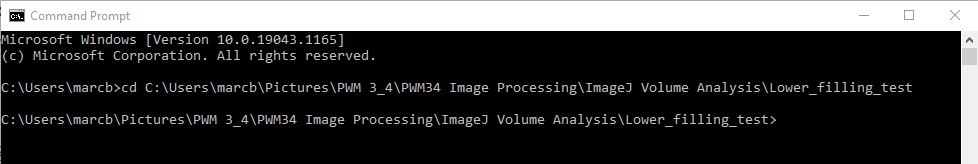 Command Prompt
Microsoft Windows [Version 10.0.19043.1165]
(c) Microsoft Corporation. All rights reserved.
C:\Users\marcb>cd C:\Users\marcb\Pictures\PWM 3_4\PWM34 Image Processing\ImageJ Volume Analysis\Lower_filling_test
C:\Users\marcb\Pictures\PWM 3_4\PWM34 Image Processing\ImageJ Volume Analysis\Lower_filling_test>